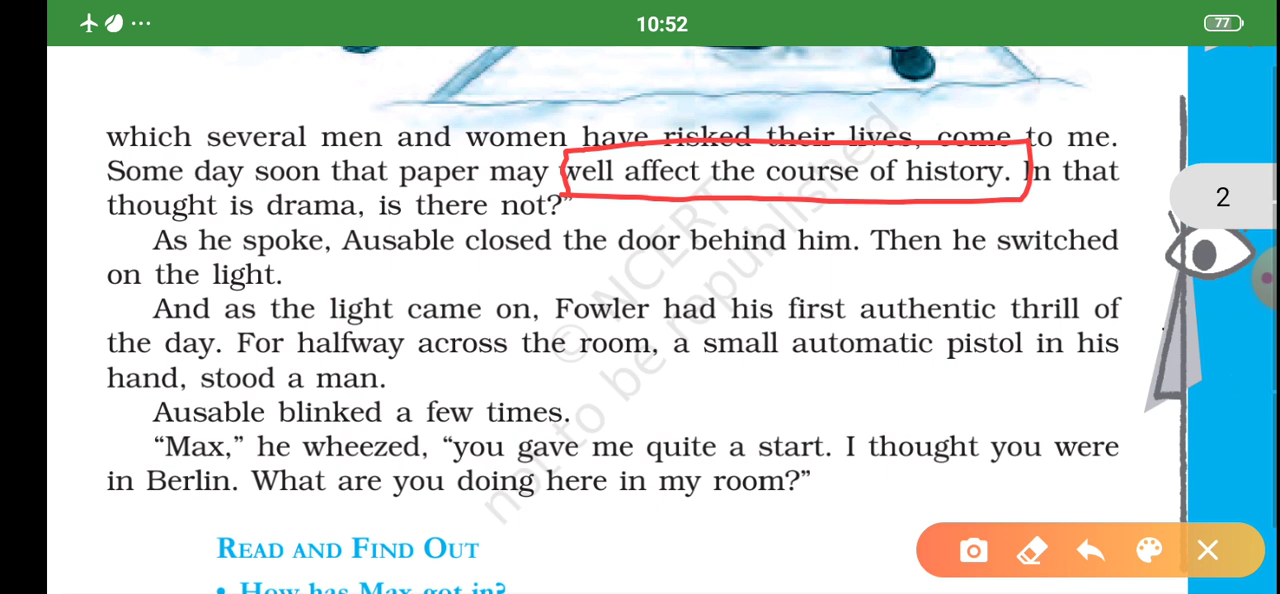 10:52
77
which several men and women have risked their lives, come to me.
Some day soon that paper may well affect the course of history. In that
thought is drama, is there not?”
As he spoke, Ausable closed the door behind him. Then he switched
on the light.
And as the light came on, Fowler had his first authentic thrill of
the day. For halfway across the room, a small automatic pistol in his
hand, stood a man.
Ausable blinked a few times.
“Max,” he wheezed, “you gave me quite a start. I thought you were
in Berlin. What are you doing here in my room?”
2
© NCERT
not to be republished
READ AND FIND OUT
• How has Max got in?